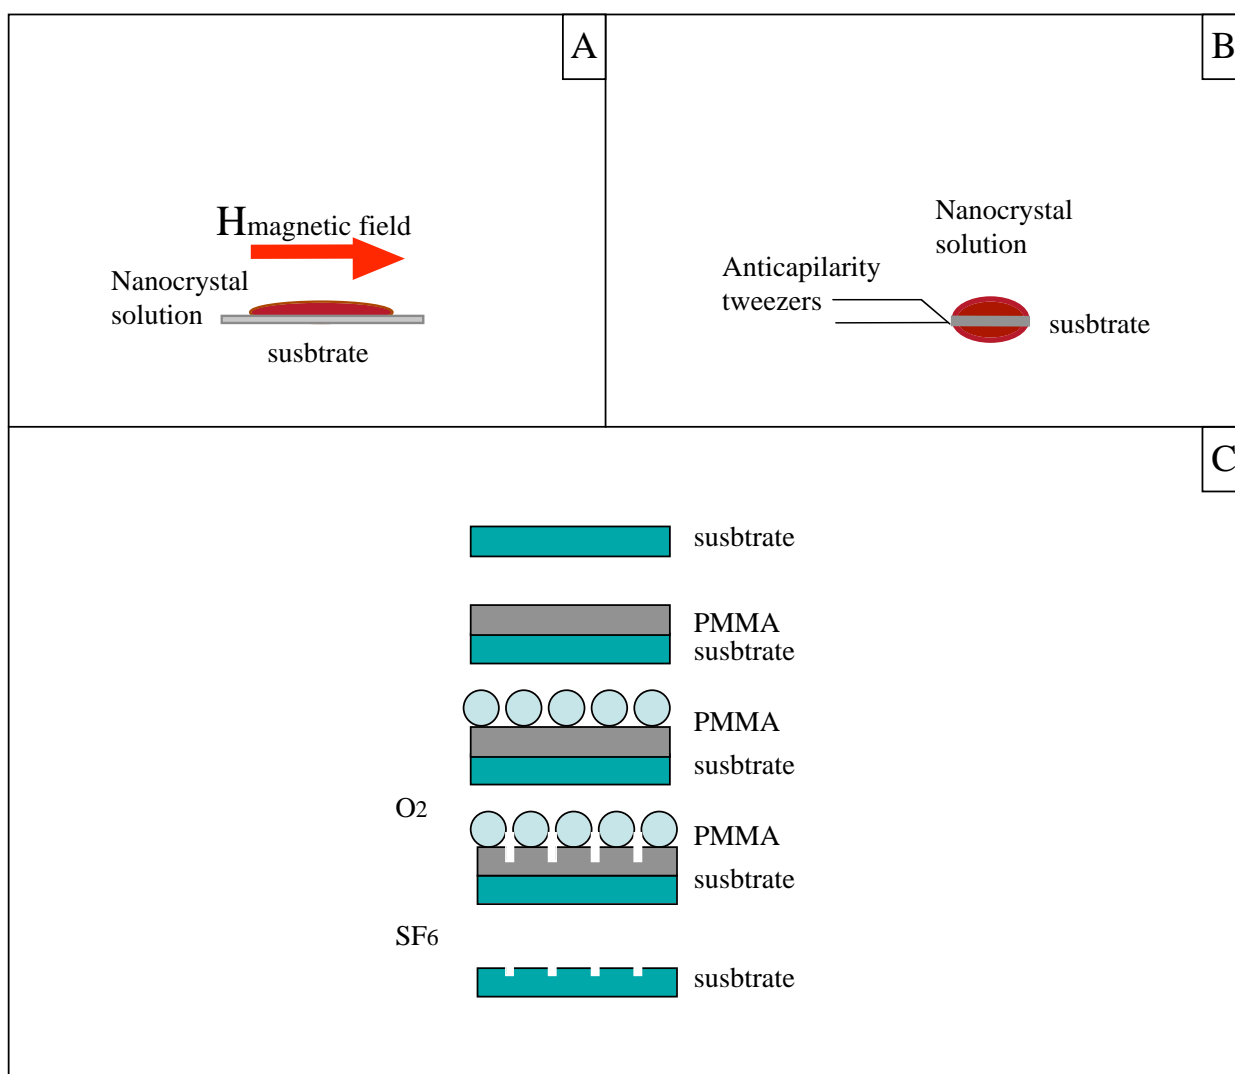 A
B
Hmagnetic field
Nanocrystal
solution
susbtrate
Nanocrystal
solution
Anticapilarity
tweezers
susbtrate
C
susbtrate
PMMA
susbtrate
PMMA
susbtrate
O2
PMMA
susbtrate
SF6
susbtrate